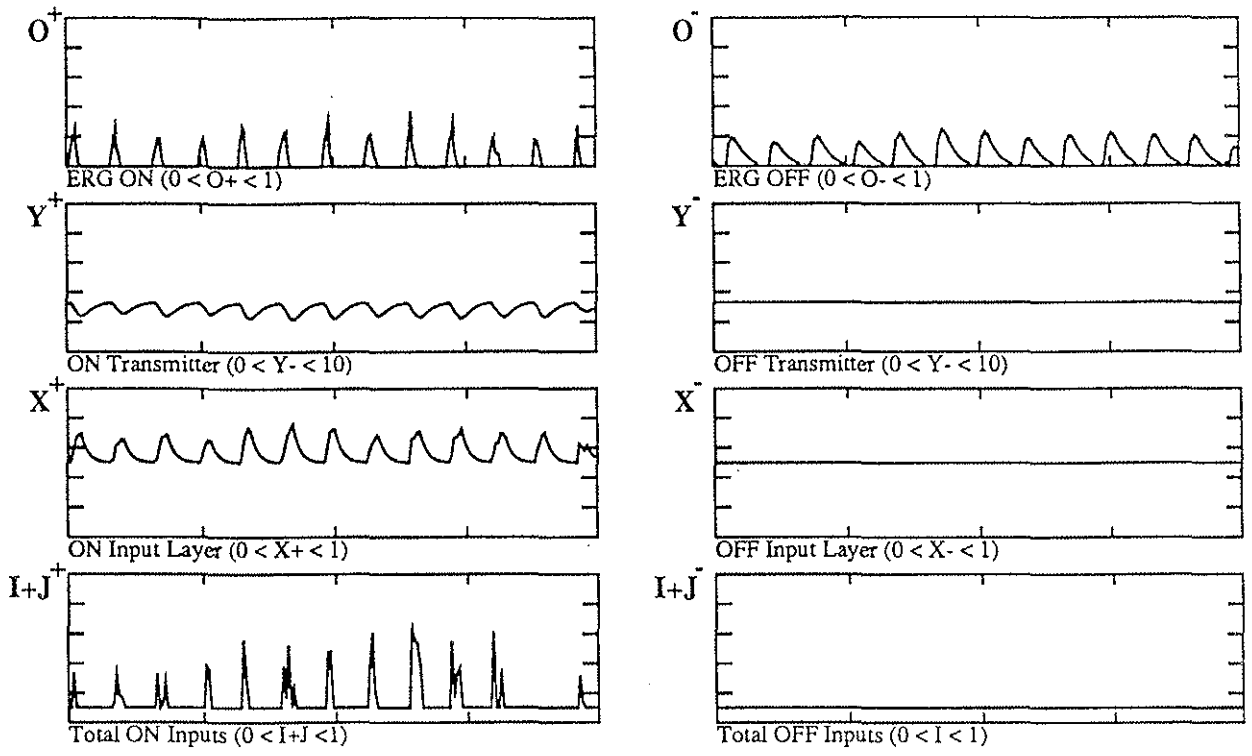 O+
ERG ON (0 < O+ < 1)
Y+
ON Transmitter (0 < Y- < 10)
X+
ON Input Layer (0 < X+ < 1)
I+J+
Total ON Inputs (0 < I+J <1)
O-
ERG OFF (0 < O- < 1)
Y-
OFF Transmitter (0 < Y- < 10)
X-
OFF Input Layer (0 < X- < 1)
I+J-
Total OFF Inputs (0 < I < 1)